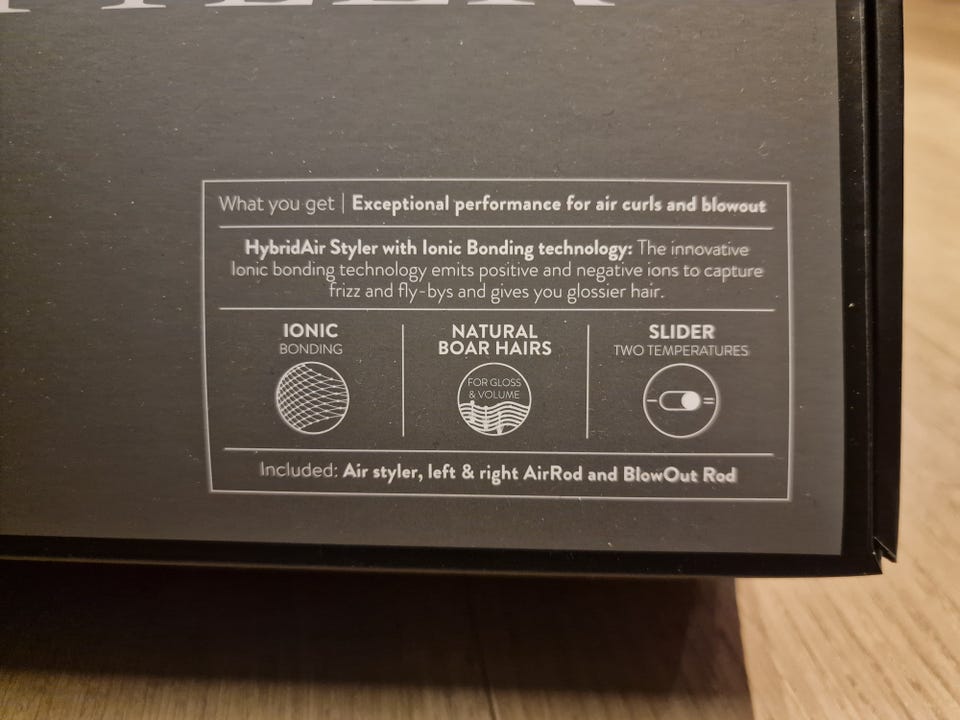 What you get | Exceptional performance for air curls and blowout
HybridAir Styler with Ionic Bonding technology: The innovative
Ionic bonding technology emits positive and negative ions to capture
frizz and fly-bys and gives you glossier hair.
IONIC
BONDING
NATURAL
BOAR HAIRS
FOR GLOSS
& VOLUME
SLIDER
TWO TEMPERATURES
Included: Air styler, left & right AirRod and BlowOut Rod